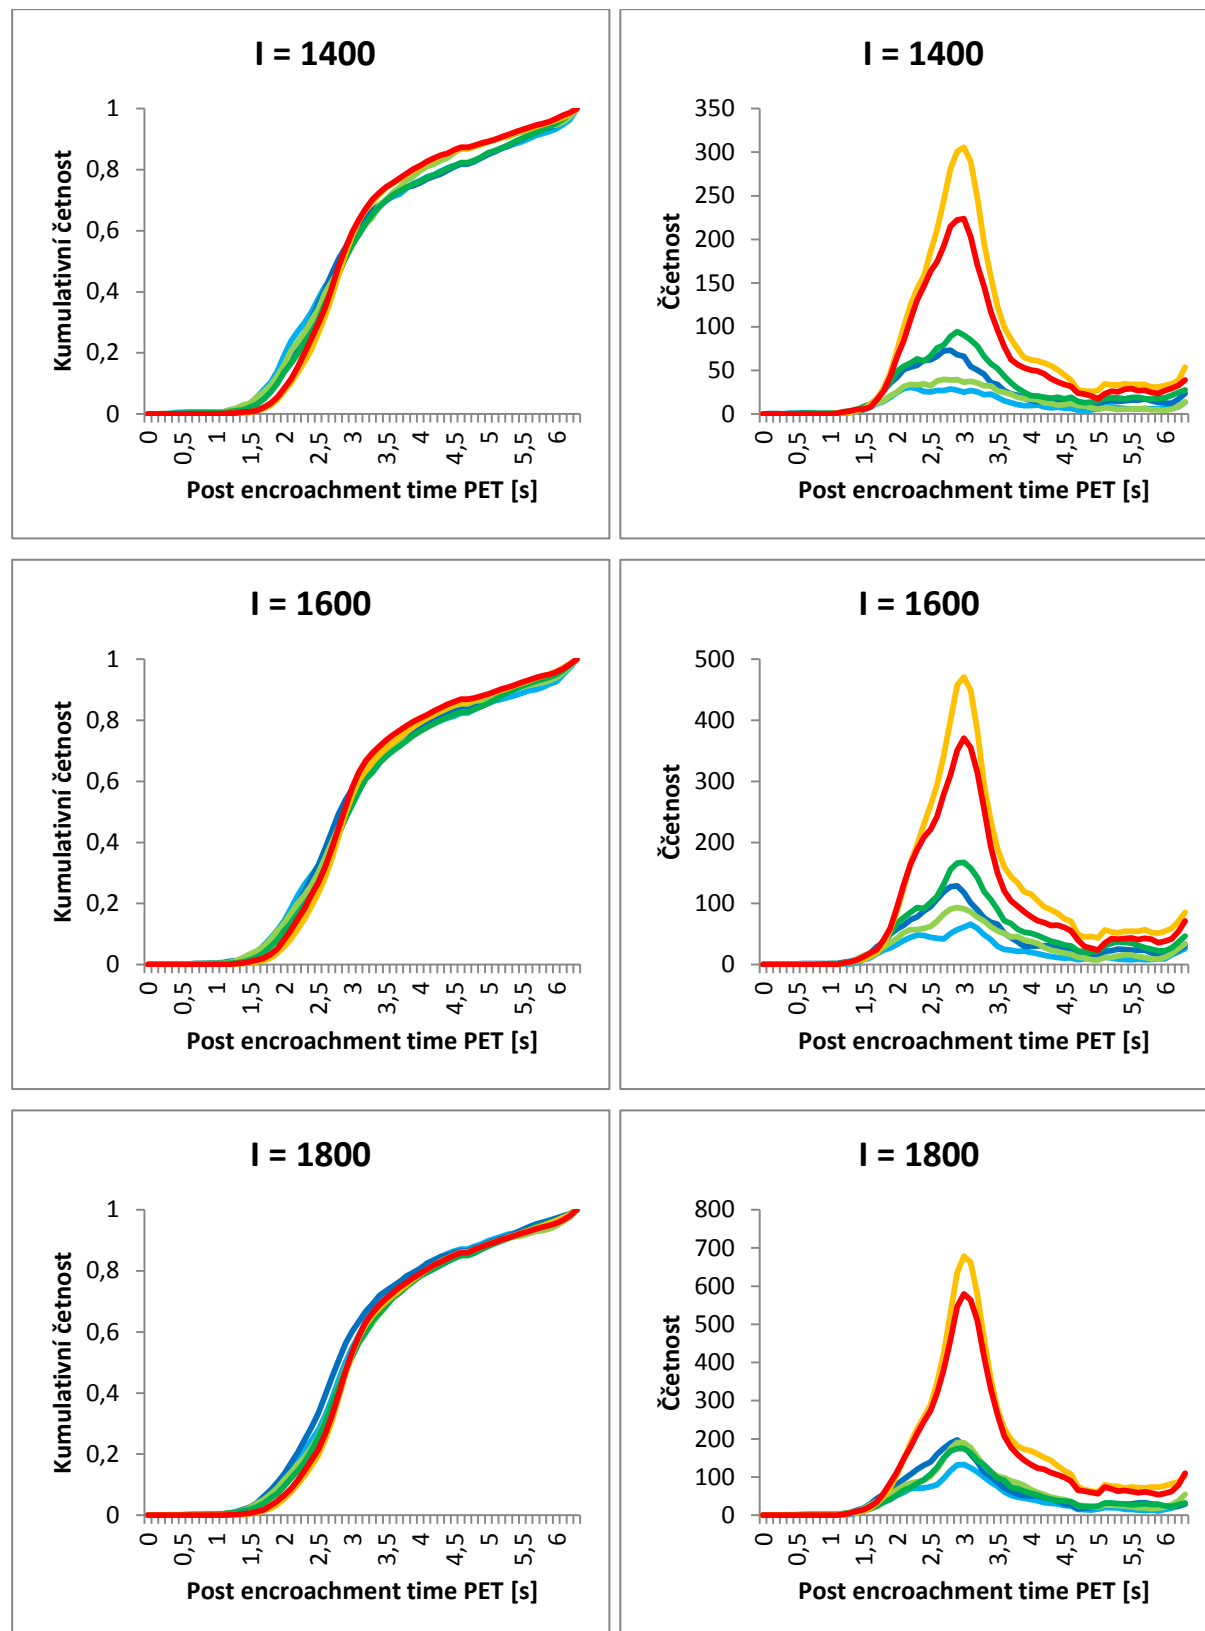 I = 1400
1
0,8
0,6
0,4
0,2
0
Kumulativní četnost
0 0,5 1 1,5 2 2,5 3 3,5 4 4,5 5 5,5 6
Post encroachment time PET [s]
I = 1400
350
300
250
200
150
100
50
0
Ččetnost
0 0,5 1 1,5 2 2,5 3 3,5 4 4,5 5 5,5 6
Post encroachment time PET [s]
I = 1600
1
0,8
0,6
0,4
0,2
0
Kumulativní četnost
0 0,5 1 1,5 2 2,5 3 3,5 4 4,5 5 5,5 6
Post encroachment time PET [s]
I = 1600
500
400
300
200
100
0
Ččetnost
0 0,5 1 1,5 2 2,5 3 3,5 4 4,5 5 5,5 6
Post encroachment time PET [s]
I = 1800
1
0,8
0,6
0,4
0,2
0
Kumulativní četnost
0 0,5 1 1,5 2 2,5 3 3,5 4 4,5 5 5,5 6
Post encroachment time PET [s]
I = 1800
800
700
600
500
400
300
200
100
0
Ččetnost
0 0,5 1 1,5 2 2,5 3 3,5 4 4,5 5 5,5 6
Post encroachment time PET [s]